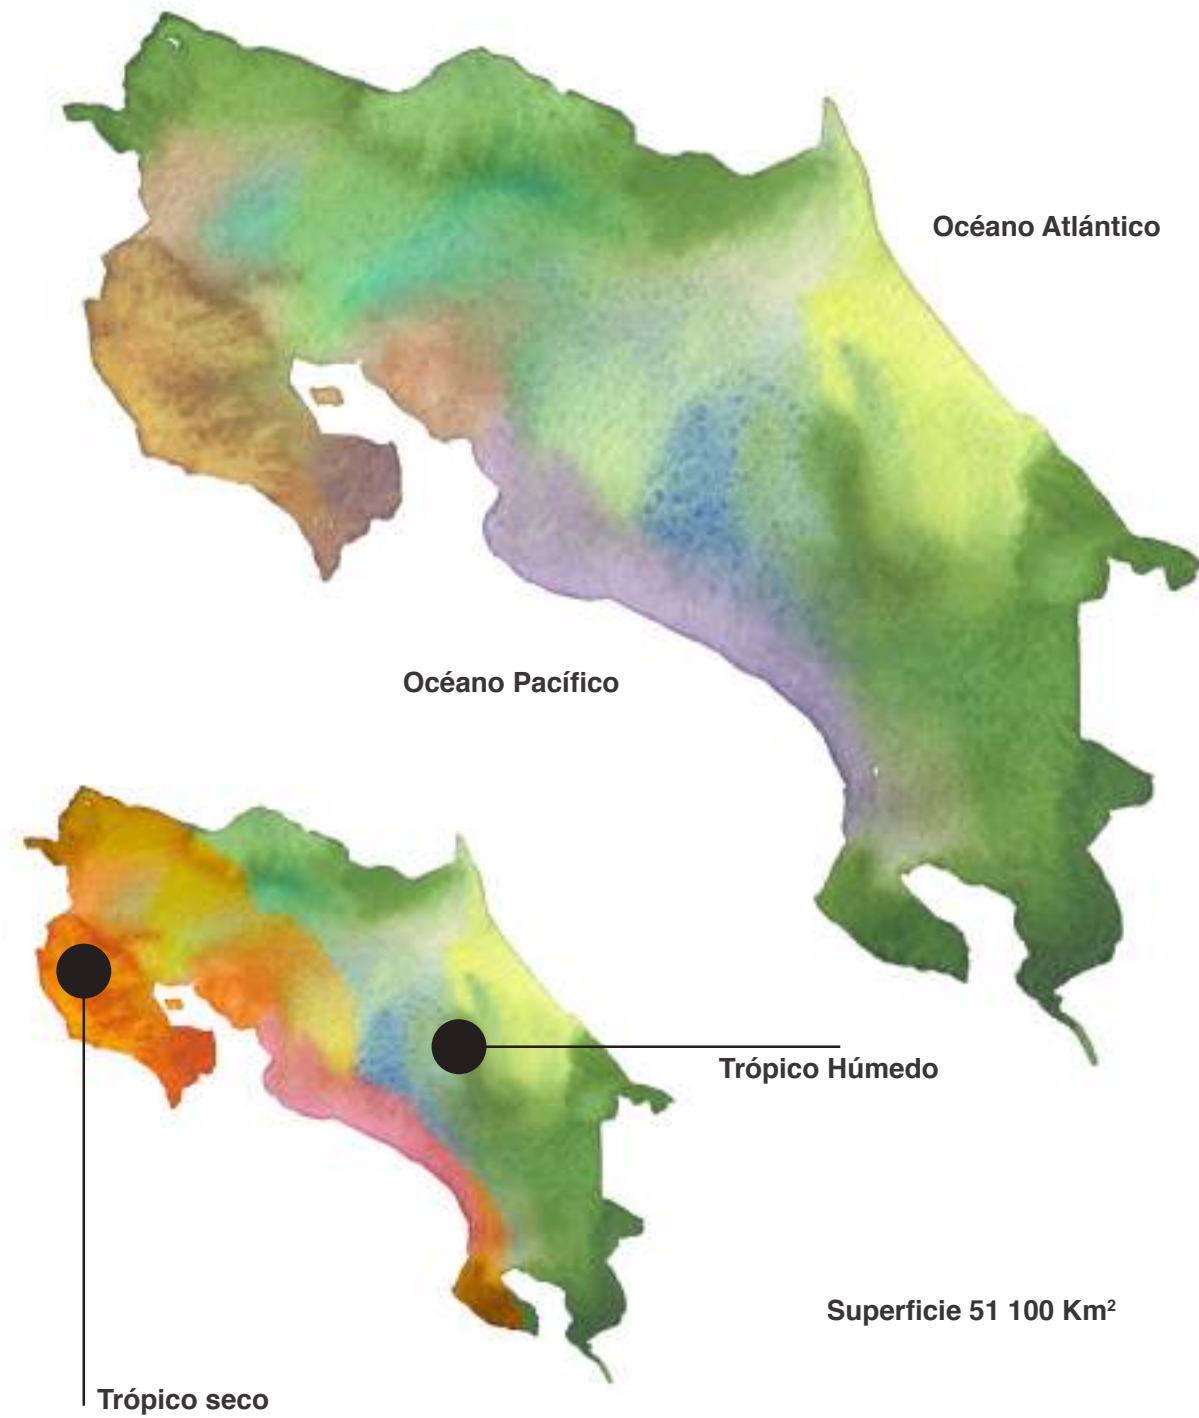 Océano Atlántico
Océano Pacífico
Trópico Húmedo
Superficie 51 100 Km²
Trópico seco